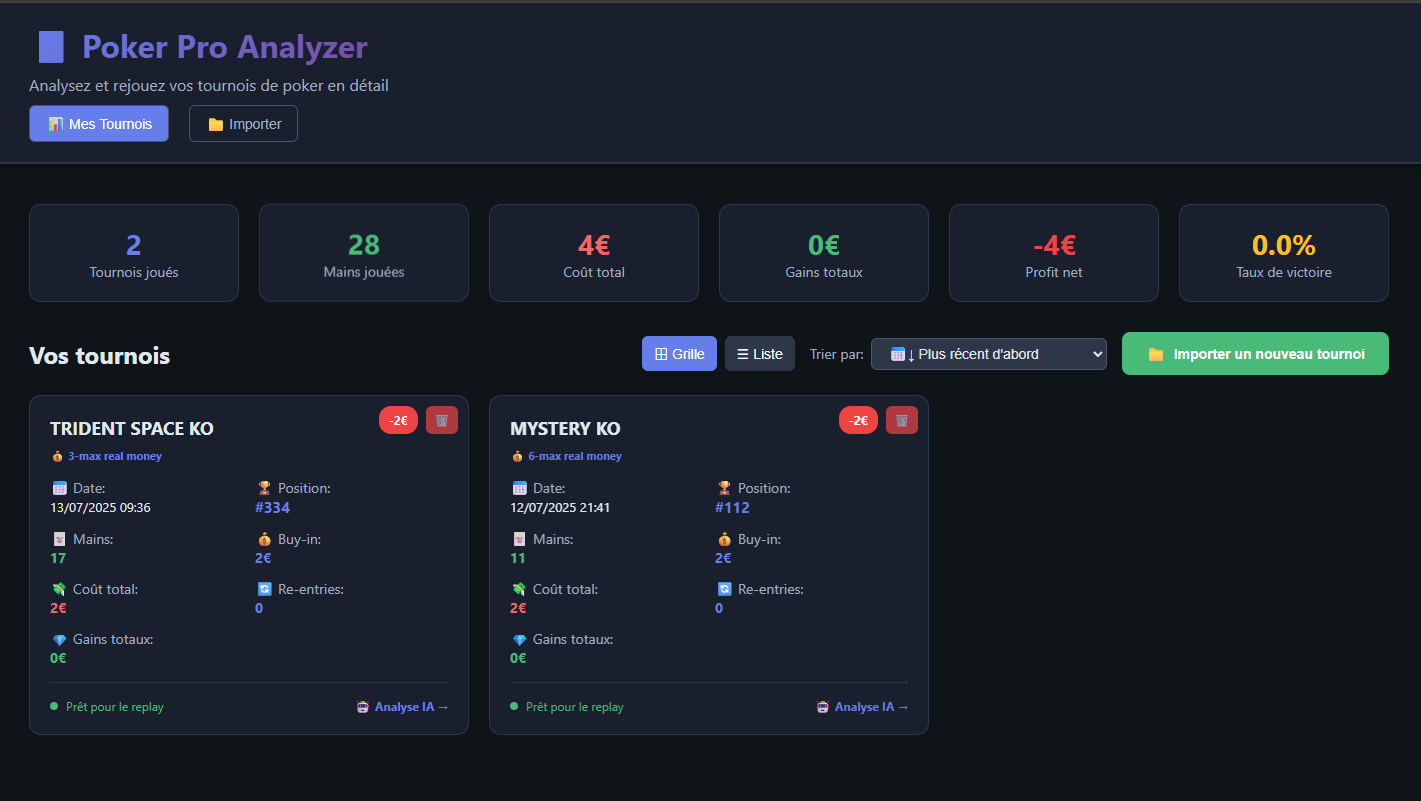 Poker Pro Analyzer
Analysez et rejouez vos tournois de poker en détail
Mes Tournois
Importer
2
Tournois joués
28
Mains jouées
4€
Coût total
0€
Gains totaux
-4€
Profit net
0.0%
Taux de victoire
Vos tournois
Grille
Liste
Trier par:
↓ Plus récent d'abord
Importer un nouveau tournoi
TRIDENT SPACE KO
-2€
3-max real money
Date:
13/07/2025 09:36
Position:
#334
Mains:
17
Buy-in:
2€
Coût total:
2€
Re-entries:
0
Gains totaux:
0€
Prêt pour le replay
Analyse IA →
MYSTERY KO
-2€
6-max real money
Date:
12/07/2025 21:41
Position:
#112
Mains:
11
Buy-in:
2€
Coût total:
2€
Re-entries:
0
Gains totaux:
0€
Prêt pour le replay
Analyse IA →